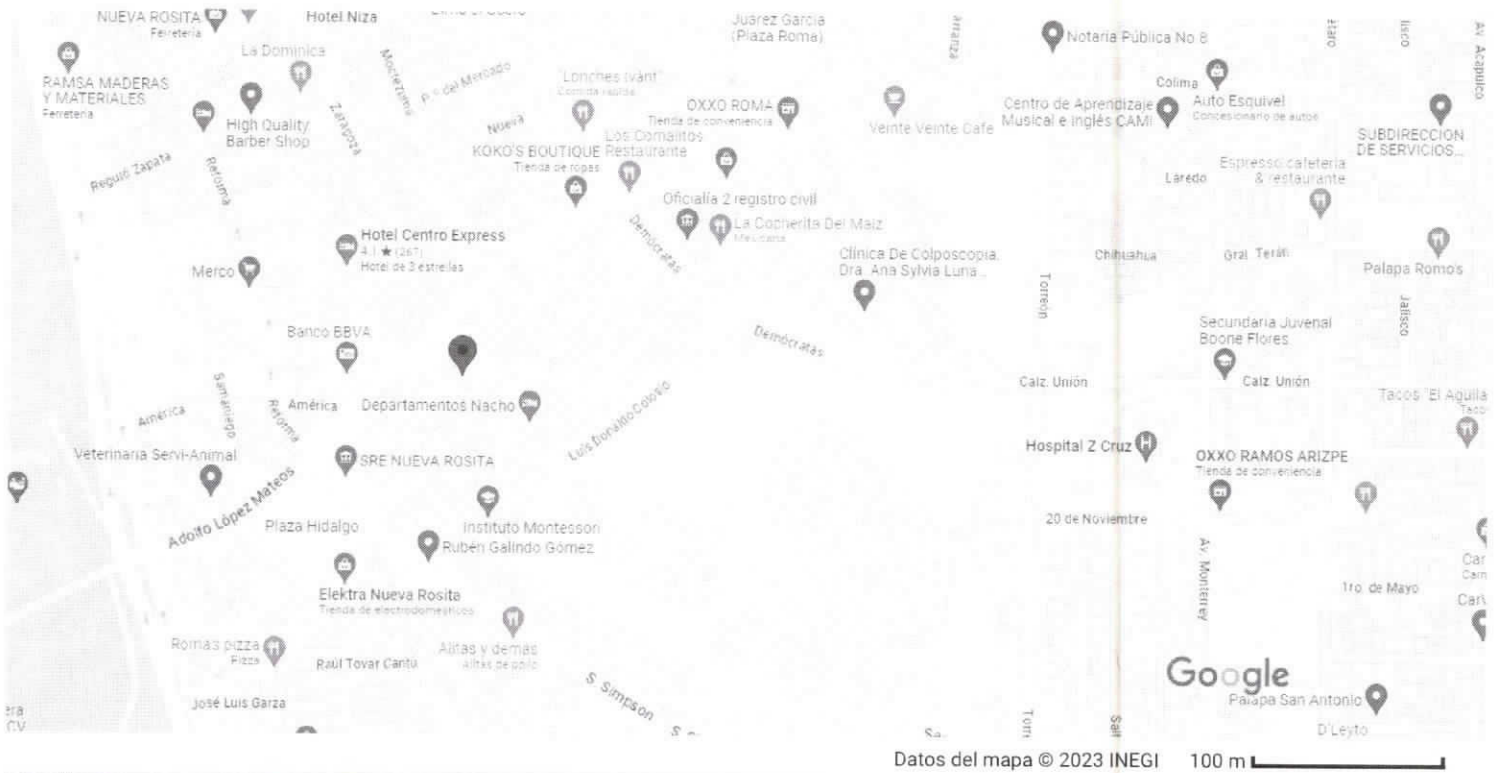 NUEVA ROSITA
Ferretería
Hotel Niza
La Dominica
RAMSA MADERAS
Y MATERIALES
Ferretería
High Quality
Barber Shop
Zaragoza
Moctezuma
P.º del Mercado
Nueva
"Lonches Iván"
Comida rápida
Juárez García
(Plaza Roma)
OXXO ROMA
Tienda de conveniencia
Los Comalitos
Restaurante
KOKO'S BOUTIQUE
Tienda de ropas
Veinte Veinte Café
Notaría Pública No 8
Colima
Auto Esquivel
Concesionario de autos
Centro de Aprendizaje
Musical e Inglés CAMI
Av. Acapulco
SUBDIRECCION
DE SERVICIOS...
Regulo Zapata
Reforma
Oficialía 2 registro civil
La Cocherita Del Maiz
Mexicana
Demócratas
Laredo
Espresso cafetería
& restaurante
Hotel Centro Express
4.1 ★ (267)
Hotel de 3 estrellas
Merco
Clínica De Colposcopia.
Dra. Ana Sylvia Luna...
Torreón
Chihuahua
Gral. Terán
Palapa Romo's
Jalisco
Banco BBVA
Demócratas
Secundaria Juvenal
Boone Flores
Calz. Unión
Calz. Unión
Samaniego
América
Reforma
América
Departamentos Nacho
Luis Donaldo Colosio
Tacos "El Aguila
Veterinaria Servi-Animal
SRE NUEVA ROSITA
Hospital Z Cruz
OXXO RAMOS ARIZPE
Tienda de conveniencia
Adolfo López Mateos
Plaza Hidalgo
Instituto Montessori
Rubén Galindo Gómez
20 de Noviembre
Av. Monterrey
1ro. de Mayo
Elektra Nueva Rosita
Tienda de electrodomésticos
Roma's pizza
Pizza
Raúl Tovar Cantú
Alitas y demás
Alitas de pollo
José Luis Garza
S. Simpson
Google
Palapa San Antonio
D'Leyto
Datos del mapa © 2023 INEGI 100 m